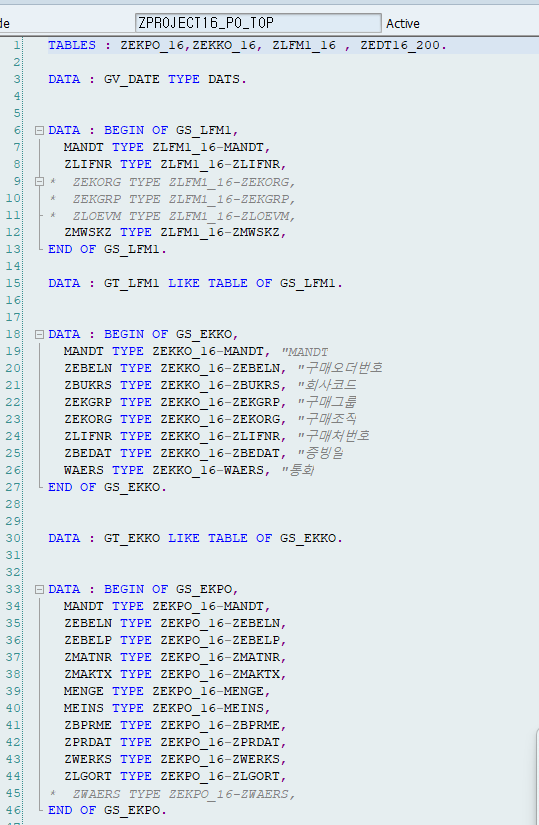 de ZPROJECT16_PO_TOP Active
1 TABLES : ZEKPO_16,ZEKKO_16, ZLFM1_16 , ZEDT16_200.
2
3 DATA : GV_DATE TYPE DATS.
4
5
6 DATA : BEGIN OF GS_LFM1,
7 MANDT TYPE ZLFM1_16-MANDT,
8 ZLIFNR TYPE ZLFM1_16-ZLIFNR,
9 * ZEKORG TYPE ZLFM1_16-ZEKORG,
10 * ZEKGRP TYPE ZLFM1_16-ZEKGRP,
11 * ZLOEVM TYPE ZLFM1_16-ZLOEVM,
12 ZMWSKZ TYPE ZLFM1_16-ZMWSKZ,
13 END OF GS_LFM1.
14
15 DATA : GT_LFM1 LIKE TABLE OF GS_LFM1.
16
17
18 DATA : BEGIN OF GS_EKKO,
19 MANDT TYPE ZEKKO_16-MANDT, "MANDT
20 ZEBELN TYPE ZEKKO_16-ZEBELN, "구매오더번호
21 ZBUKRS TYPE ZEKKO_16-ZBUKRS, "회사코드
22 ZEKGRP TYPE ZEKKO_16-ZEKGRP, "구매그룹
23 ZEKORG TYPE ZEKKO_16-ZEKORG, "구매조직
24 ZLIFNR TYPE ZEKKO_16-ZLIFNR, "구매처번호
25 ZBEDAT TYPE ZEKKO_16-ZBEDAT, "증빙일
26 WAERS TYPE ZEKKO_16-WAERS, "통화
27 END OF GS_EKKO.
28
29
30 DATA : GT_EKKO LIKE TABLE OF GS_EKKO.
31
32
33 DATA : BEGIN OF GS_EKPO,
34 MANDT TYPE ZEKPO_16-MANDT,
35 ZEBELN TYPE ZEKPO_16-ZEBELN,
36 ZEBELP TYPE ZEKPO_16-ZEBELP,
37 ZMATNR TYPE ZEKPO_16-ZMATNR,
38 ZMAKTX TYPE ZEKPO_16-ZMAKTX,
39 MENGE TYPE ZEKPO_16-MENGE,
40 MEINS TYPE ZEKPO_16-MEINS,
41 ZBPRME TYPE ZEKPO_16-ZBPRME,
42 ZPRDAT TYPE ZEKPO_16-ZPRDAT,
43 ZWERKS TYPE ZEKPO_16-ZWERKS,
44 ZLGORT TYPE ZEKPO_16-ZLGORT,
45 * ZWAERS TYPE ZEKPO_16-ZWAERS,
46 END OF GS_EKPO.